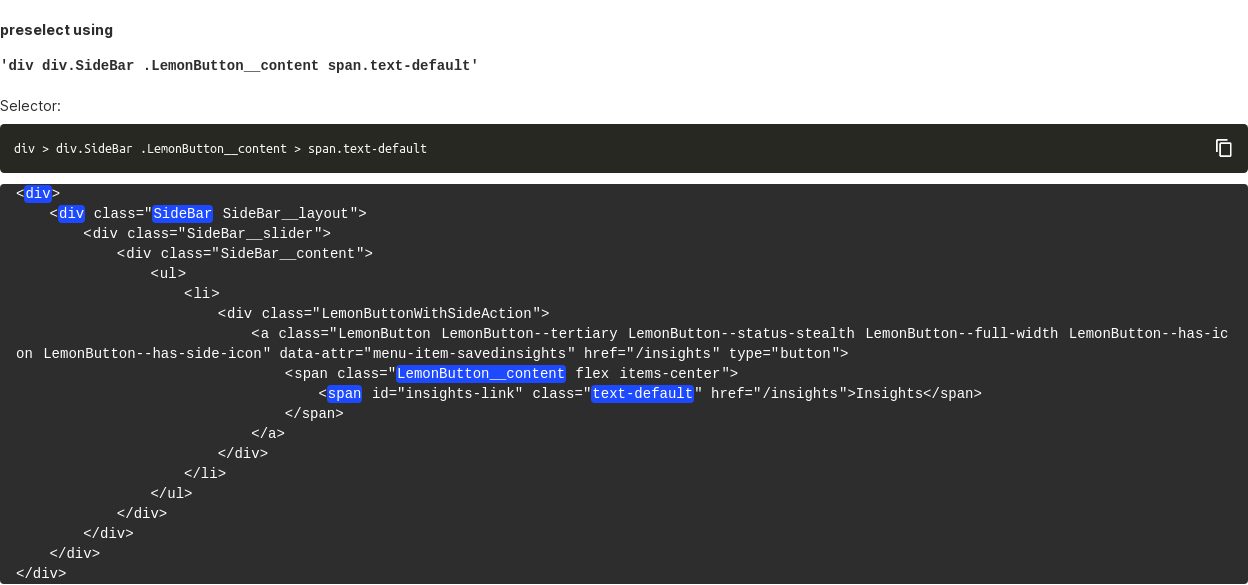 preselect using
'div div.SideBar .LemonButton__content span.text-default'
Selector:
div > div.SideBar .LemonButton__content > span.text-default
<div>
<div class="SideBar SideBar__layout">
<div class="SideBar__slider">
<div class="SideBar__content">
<ul>
<li>
<div class="LemonButtonWithSideAction">
<a class="LemonButton LemonButton--tertiary LemonButton--status-stealth LemonButton--full-width LemonButton--has-ic
on LemonButton--has-side-icon" data-attr="menu-item-savedinsights" href="/insights" type="button">
<span class="LemonButton__content flex items-center">
<span id="insights-link" class="text-default" href="/insights">Insights</span>
</span>
</a>
</div>
</li>
</ul>
</div>
</div>
</div>
</div>